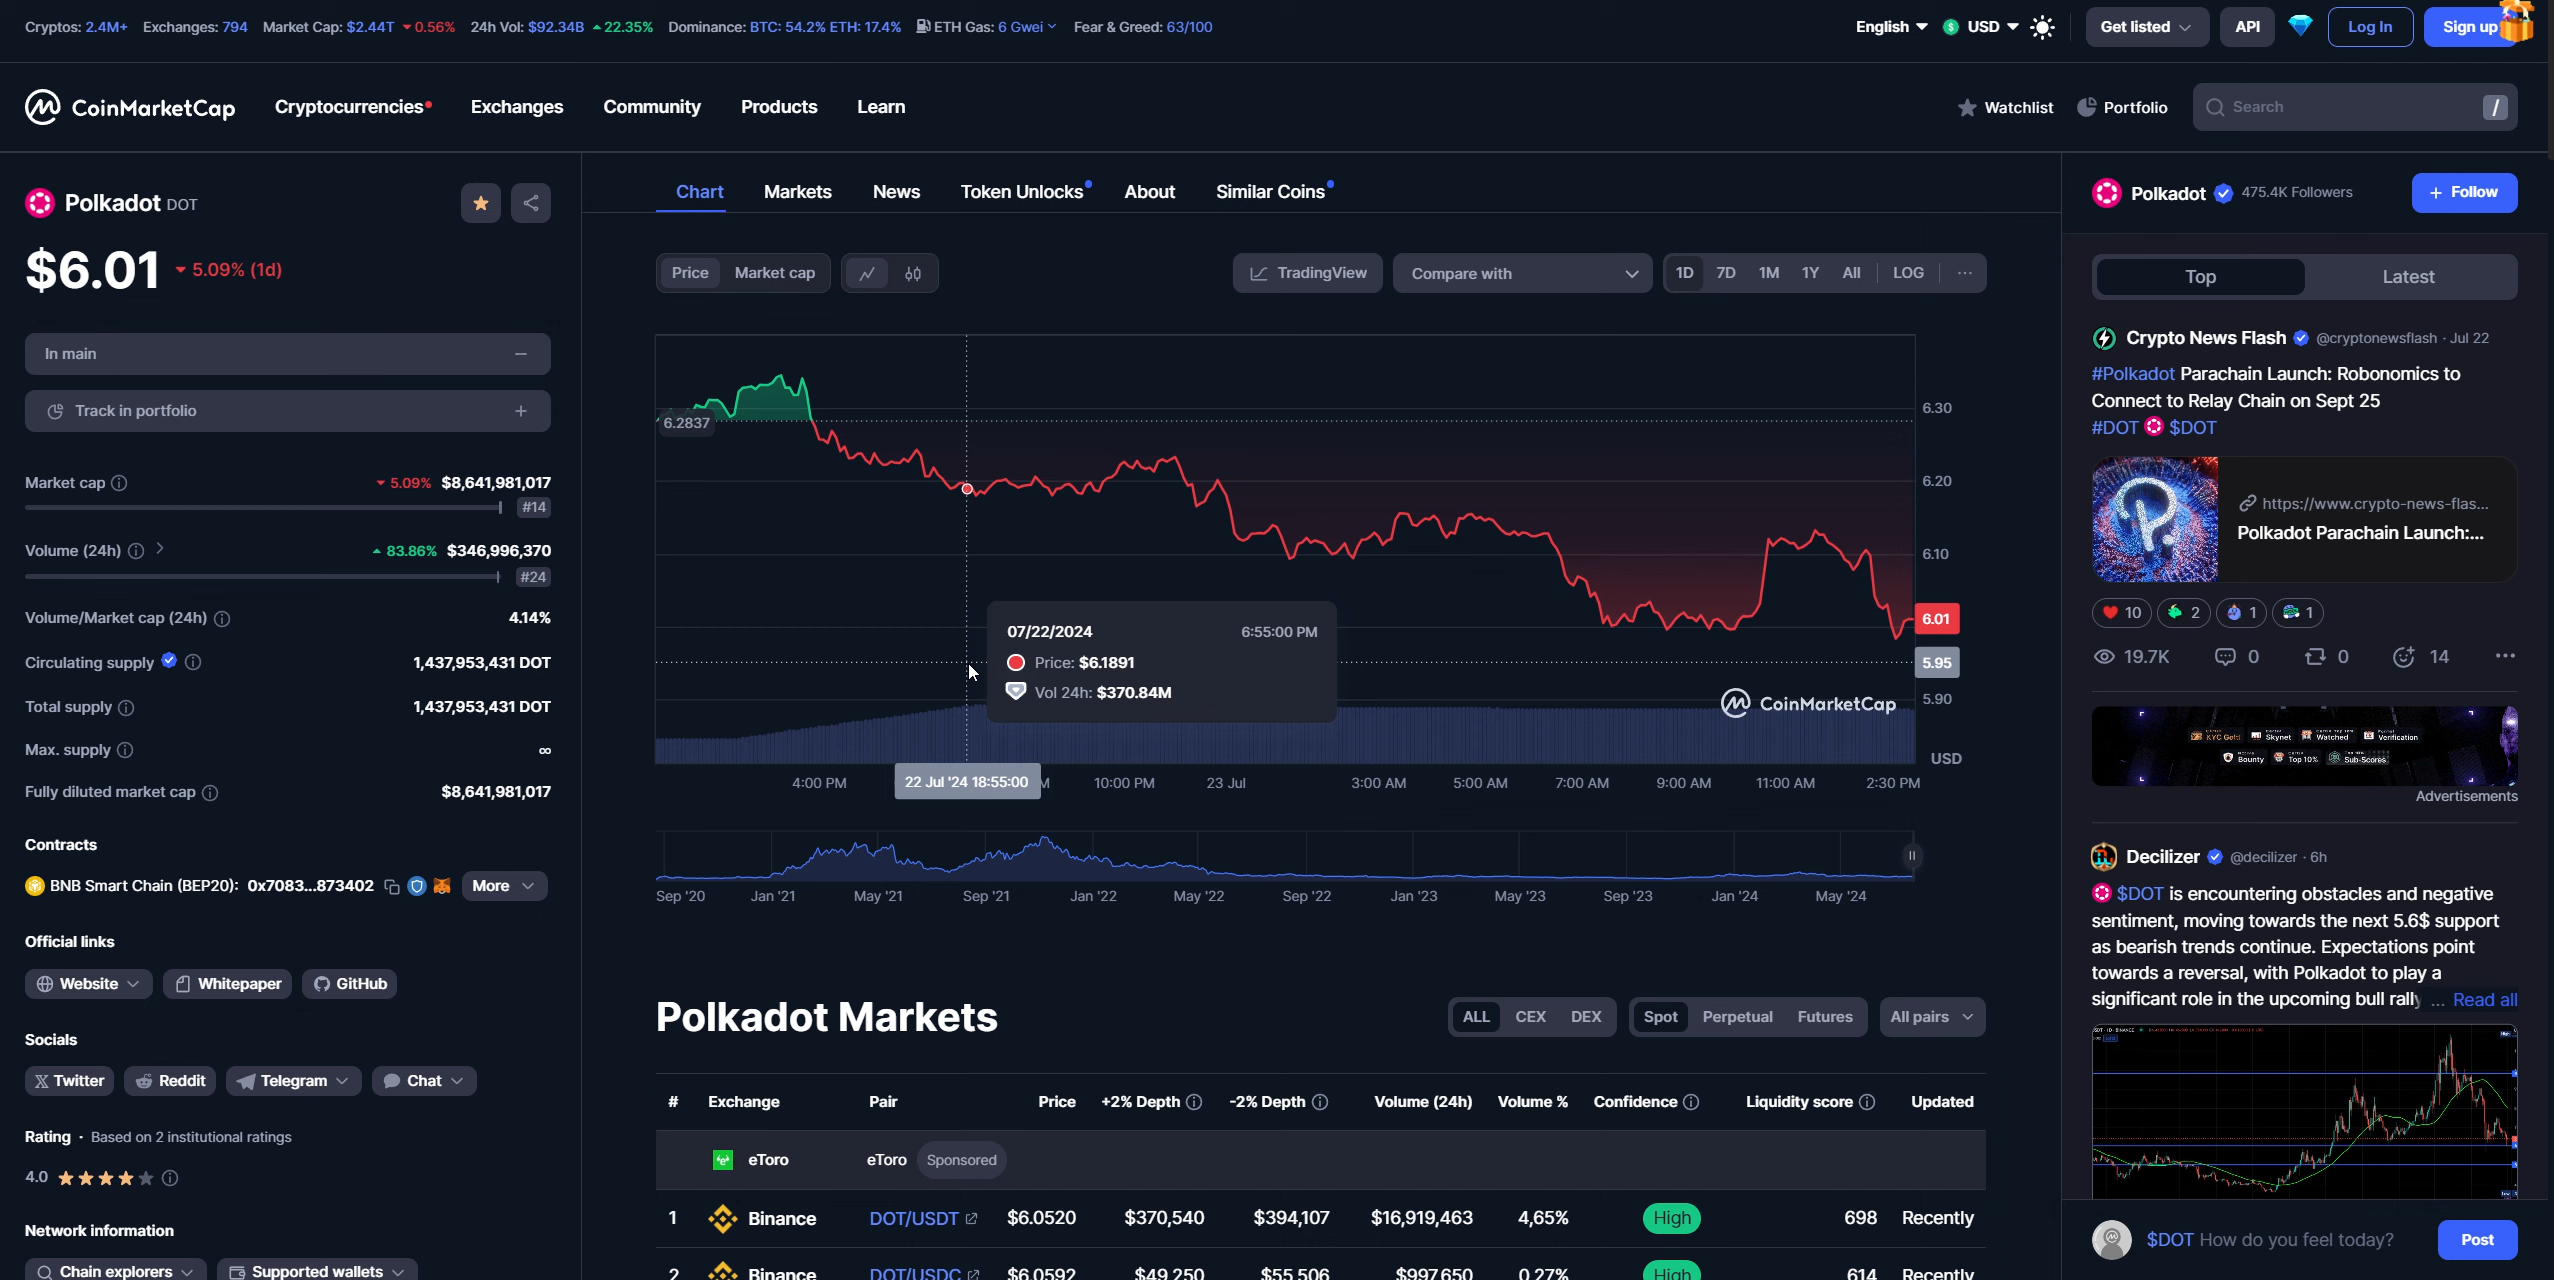 Cryptos: 2.4M+ Exchanges: 794 Market Cap: $2.44T 0.56% 24h Vol: $92.34B 22.35% Dominance: BTC: 54.2% ETH: 17.4% ETH Gas: 6 Gwei Fear & Greed: 63/100
English USD Get listed API Log In Sign up
CoinMarketCap Cryptocurrencies Exchanges Community Products Learn Watchlist Portfolio Search /
Polkadot DOT
$6.01 5.09% (1d)
In main
Track in portfolio
Market cap 5.09% $8,641,981,017
#14
Volume (24h) 83.86% $346,996,370
#24
Volume/Market cap (24h) 4.14%
Circulating supply 1,437,953,431 DOT
Total supply 1,437,953,431 DOT
Max. supply ∞
Fully diluted market cap $8,641,981,017
Contracts
BNB Smart Chain (BEP20): 0x7083...873402 More
Official links
Website Whitepaper GitHub
Socials
Twitter Reddit Telegram Chat
Rating · Based on 2 institutional ratings
4.0
Network information
Chain explorers Supported wallets
Chart Markets News Token Unlocks About Similar Coins
Price Market cap TradingView Compare with 1D 7D 1M 1Y All LOG ...
6.2837
6.30
6.20
6.10
6.01
5.95
5.90
USD
07/22/2024 6:55:00 PM
Price: $6.1891
Vol 24h: $370.84M
CoinMarketCap
4:00 PM 22 Jul '24 18:55:00 M 10:00 PM 23 Jul 3:00 AM 5:00 AM 7:00 AM 9:00 AM 11:00 AM 2:30 PM
Sep '20 Jan '21 May '21 Sep '21 Jan '22 May '22 Sep '22 Jan '23 May '23 Sep '23 Jan '24 May '24
Polkadot Markets ALL CEX DEX Spot Perpetual Futures All pairs
# Exchange Pair Price +2% Depth -2% Depth Volume (24h) Volume % Confidence Liquidity score Updated
eToro eToro Sponsored
1 Binance DOT/USDT $6.0520 $370,540 $394,107 $16,919,463 4,65% High 698 Recently
2 Binance DOT/USDC $6.0592 $49,250 $55,506 $997,650 0,27% High 614 Recently
Polkadot 475.4K Followers + Follow
Top Latest
Crypto News Flash @cryptonewsflash · Jul 22
#Polkadot Parachain Launch: Robonomics to
Connect to Relay Chain on Sept 25
#DOT $DOT
https://www.crypto-news-flas...
Polkadot Parachain Launch:...
10 2 1 1
19.7K 0 0 14 ...
KYC Gold Skynet Watched Verification
Bounty Top 10% Sub-Scores
Advertisements
Decilizer @decilizer · 6h
$DOT is encountering obstacles and negative
sentiment, moving towards the next 5.6$ support
as bearish trends continue. Expectations point
towards a reversal, with Polkadot to play a
significant role in the upcoming bull rally ... Read all
$DOT How do you feel today? Post